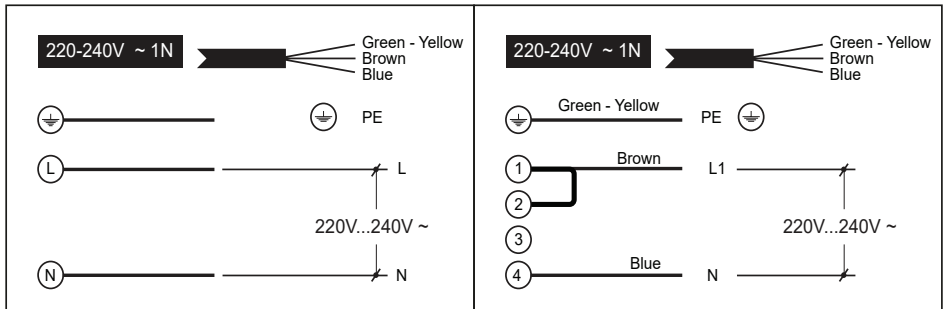 220-240V ~ 1N
Green - Yellow
Brown
Blue
PE
L
L
220V...240V ~
N
N
220-240V ~ 1N
Green - Yellow
Brown
Blue
Green - Yellow
PE
1
Brown
L1
2
220V...240V ~
3
4
Blue
N